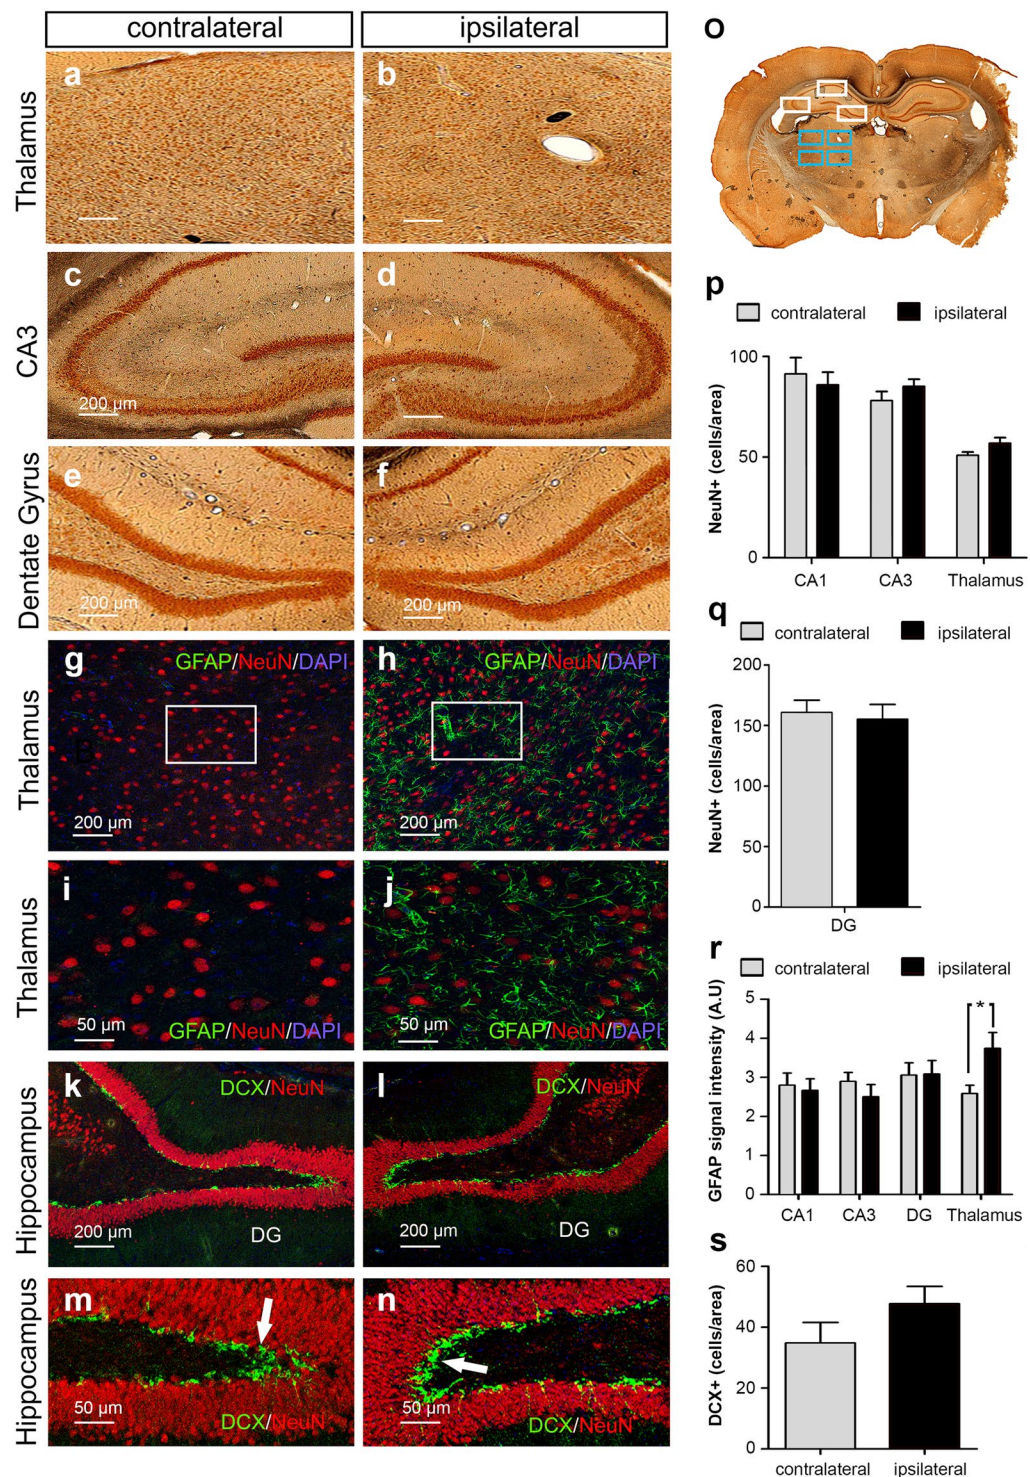 contralateral
ipsilateral
Thalamus
a
b
CA3
c
d
200 µm
Dentate Gyrus
e
f
200 µm
200 µm
Thalamus
g
GFAP/NeuN/DAPI
B
200 µm
h
GFAP/NeuN/DAPI
200 µm
Thalamus
i
50 µm
GFAP/NeuN/DAPI
j
50 µm
GFAP/NeuN/DAPI
Hippocampus
k
DCX/NeuN
200 µm
DG
l
DCX/NeuN
200 µm
DG
Hippocampus
m
50 µm
DCX/NeuN
n
50 µm
DCX/NeuN
o
p
contralateral
ipsilateral
NeuN+ (cells/area)
100
50
0
CA1
CA3
Thalamus
q
contralateral
ipsilateral
NeuN+ (cells/area)
200
150
100
50
0
DG
r
contralateral
ipsilateral
GFAP signal intensity (A.U)
5
4
3
2
1
0
*
CA1
CA3
DG
Thalamus
s
DCX+ (cells/area)
60
40
20
0
contralateral
ipsilateral